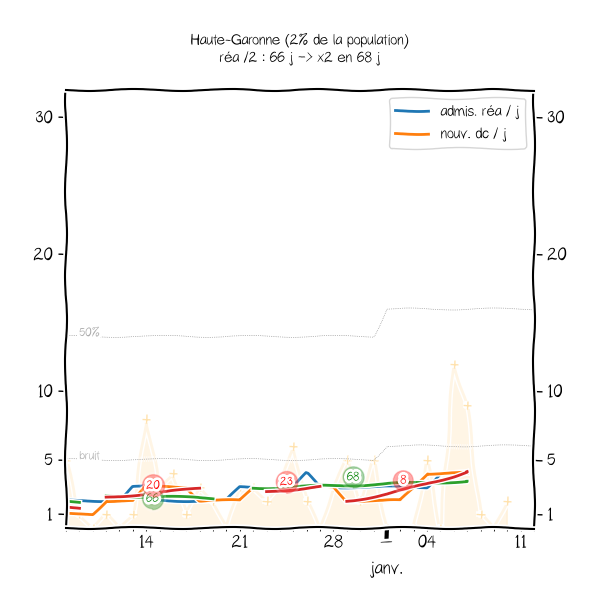 Haute-Garonne (2% de la population)
réa /2 : 66 j -> x2 en 68 j
admis. réa / j
nouv. dc / j
30 30
20 20
50%
10 10
bruit
5 5
20 68 23 68 8
1 1
14 21 28 1 04 11
janv.